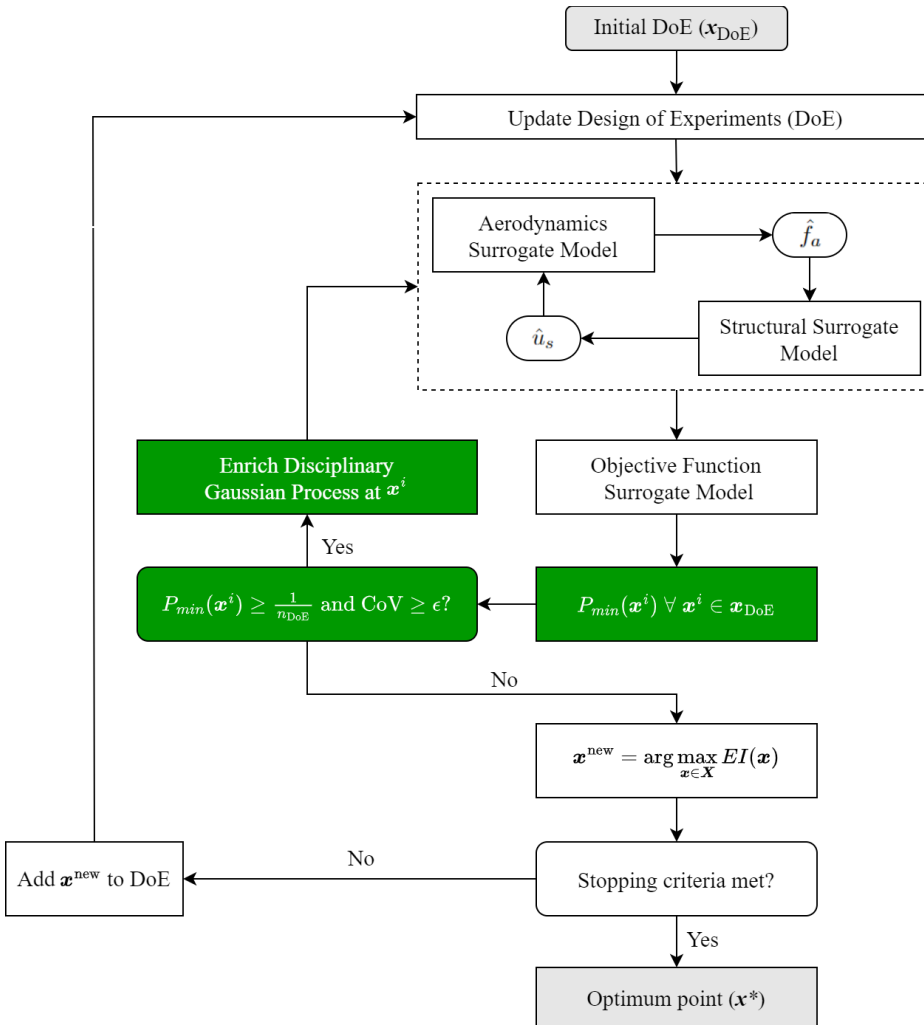 Initial DoE (𝒙_DoE)
Update Design of Experiments (DoE)
Aerodynamics
Surrogate Model
f̂_a
Structural Surrogate
Model
û_s
Enrich Disciplinary
Gaussian Process at 𝒙^i
Objective Function
Surrogate Model
Yes
P_min(𝒙^i) ≥ 1/n_DoE and CoV ≥ ϵ?
P_min(𝒙^i) ∀ 𝒙^i ∈ 𝒙_DoE
No
𝒙^new = arg max_{𝒙∈𝑿} EI(𝒙)
Add 𝒙^new to DoE
No
Stopping criteria met?
Yes
Optimum point (𝒙*)